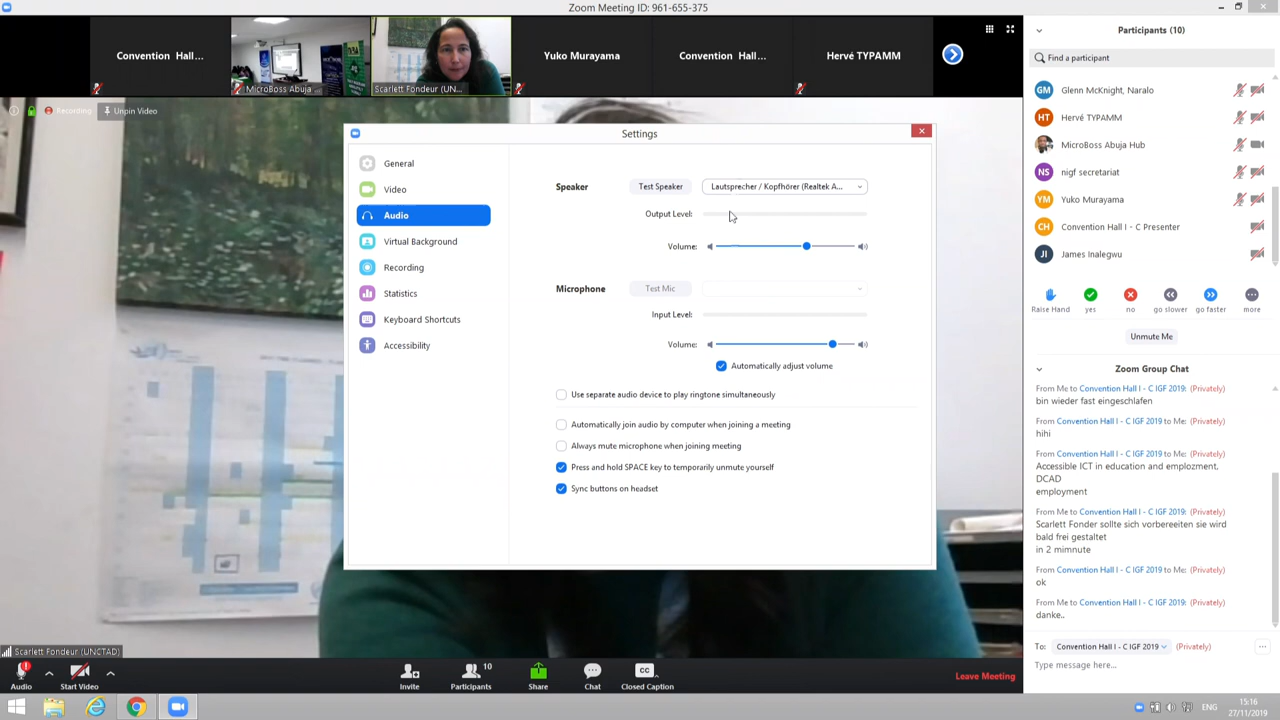 Zoom Meeting ID: 961-655-375
Convention Hall...
MicroBoss Abuja...
Scarlett Fondeur (UN...
Yuko Murayama
Convention Hall...
Hervé TYPAMM
Recording
Unpin Video
Settings
General
Video
Audio
Virtual Background
Recording
Statistics
Keyboard Shortcuts
Accessibility
Speaker
Test Speaker
Lautsprecher / Kopfhörer (Realtek A...
Output Level:
Volume:
Microphone
Test Mic
Input Level:
Volume:
Automatically adjust volume
Use separate audio device to play ringtone simultaneously
Automatically join audio by computer when joining a meeting
Always mute microphone when joining meeting
Press and hold SPACE key to temporarily unmute yourself
Sync buttons on headset
Scarlett Fondeur (UNCTAD)
Audio
Start Video
Invite
10
Participants
Share
Chat
CC
Closed Caption
Leave Meeting
Participants (10)
Find a participant
GM Glenn McKnight, Naralo
HT Hervé TYPAMM
MicroBoss Abuja Hub
NS nigf secretariat
YM Yuko Murayama
CH Convention Hall I - C Presenter
JI James Inalegwu
Raise Hand
yes
no
go slower
go faster
more
Unmute Me
Zoom Group Chat
From Me to Convention Hall I - C IGF 2019: (Privately)
bin wieder fast eingeschlafen
From Convention Hall I - C IGF 2019 to Me: (Privately)
hihi
From Convention Hall I - C IGF 2019 to Me: (Privately)
Accessible ICT in education and emplozment,
DCAD
employment
From Me to Convention Hall I - C IGF 2019: (Privately)
Scarlett Fonder sollte sich vorbereeiten sie wird
bald frei gestaltet
in 2 mimnute
From Convention Hall I - C IGF 2019 to Me: (Privately)
ok
From Me to Convention Hall I - C IGF 2019: (Privately)
danke..
To: Convention Hall I - C IGF 2019 (Privately)
Type message here...
ENG
15:16
27/11/2019